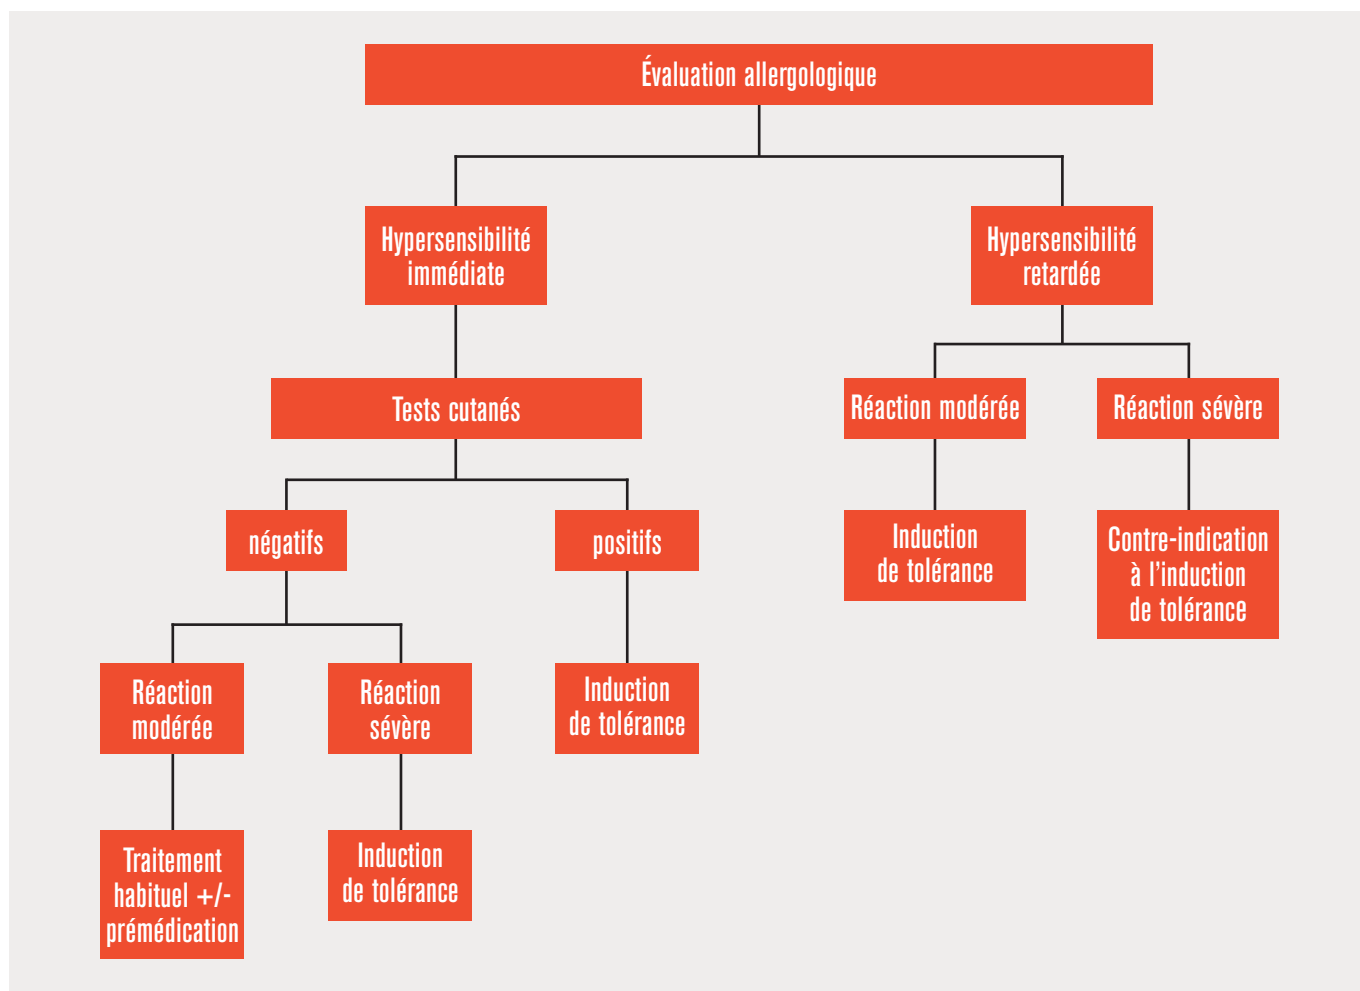 Évaluation allergologique
Hypersensibilité
immédiate
Hypersensibilité
retardée
Tests cutanés
Réaction modérée
Réaction sévère
négatifs
positifs
Induction
de tolérance
Contre-indication
à l’induction
de tolérance
Réaction
modérée
Réaction
sévère
Induction
de tolérance
Traitement
habituel +/-
prémédication
Induction
de tolérance